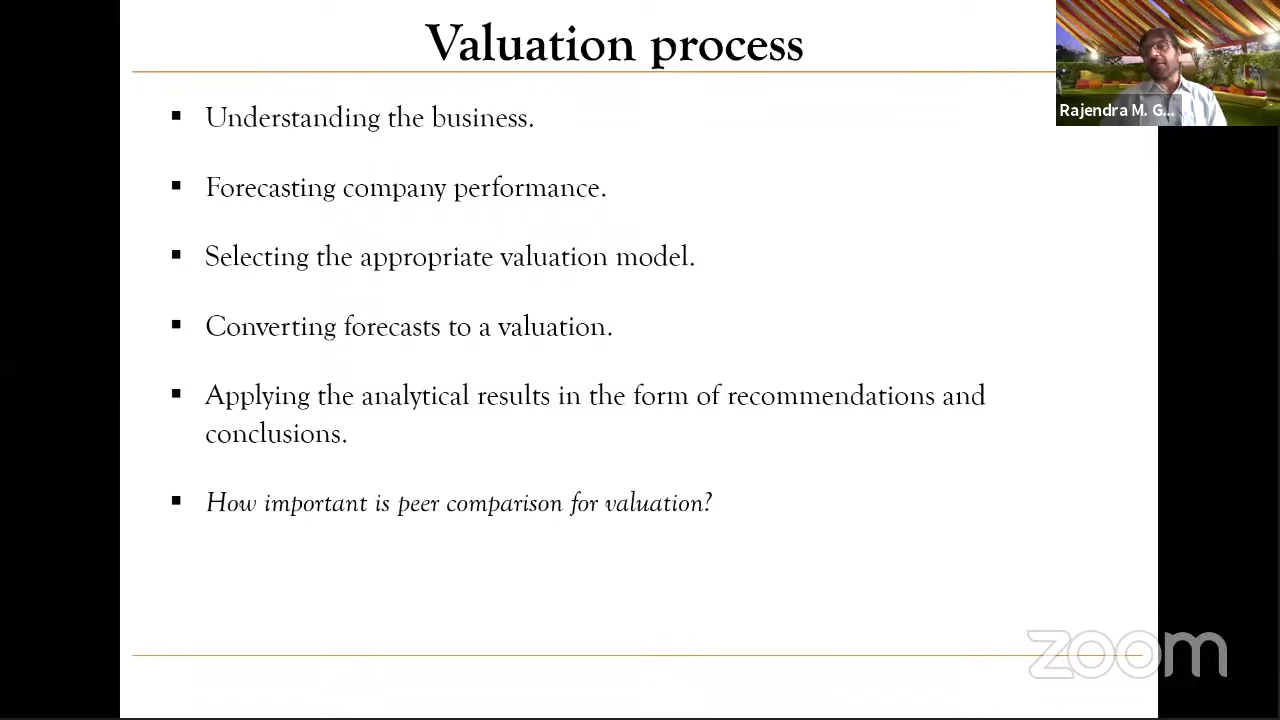 Valuation process
Rajendra M. G...
▪ Understanding the business.
▪ Forecasting company performance.
▪ Selecting the appropriate valuation model.
▪ Converting forecasts to a valuation.
▪ Applying the analytical results in the form of recommendations and
conclusions.
▪ How important is peer comparison for valuation?
zoom